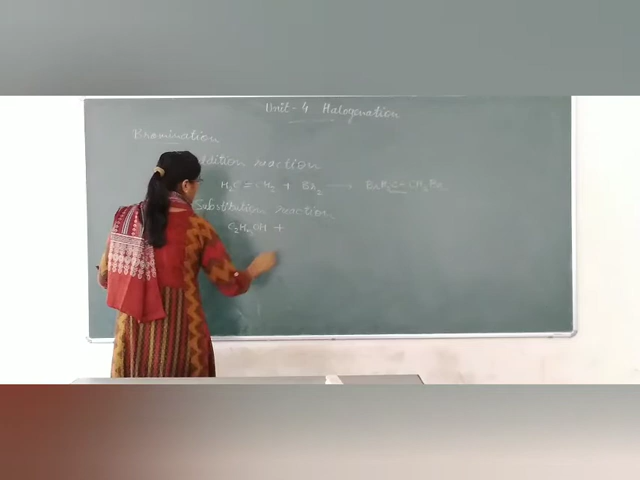 Unit-4 Halogenation
Bromination
Addition reaction
H₂C = CH₂ + Br₂ ⟶ BrH₂C - CH₂Br
Substitution reaction
C₂H₅OH +